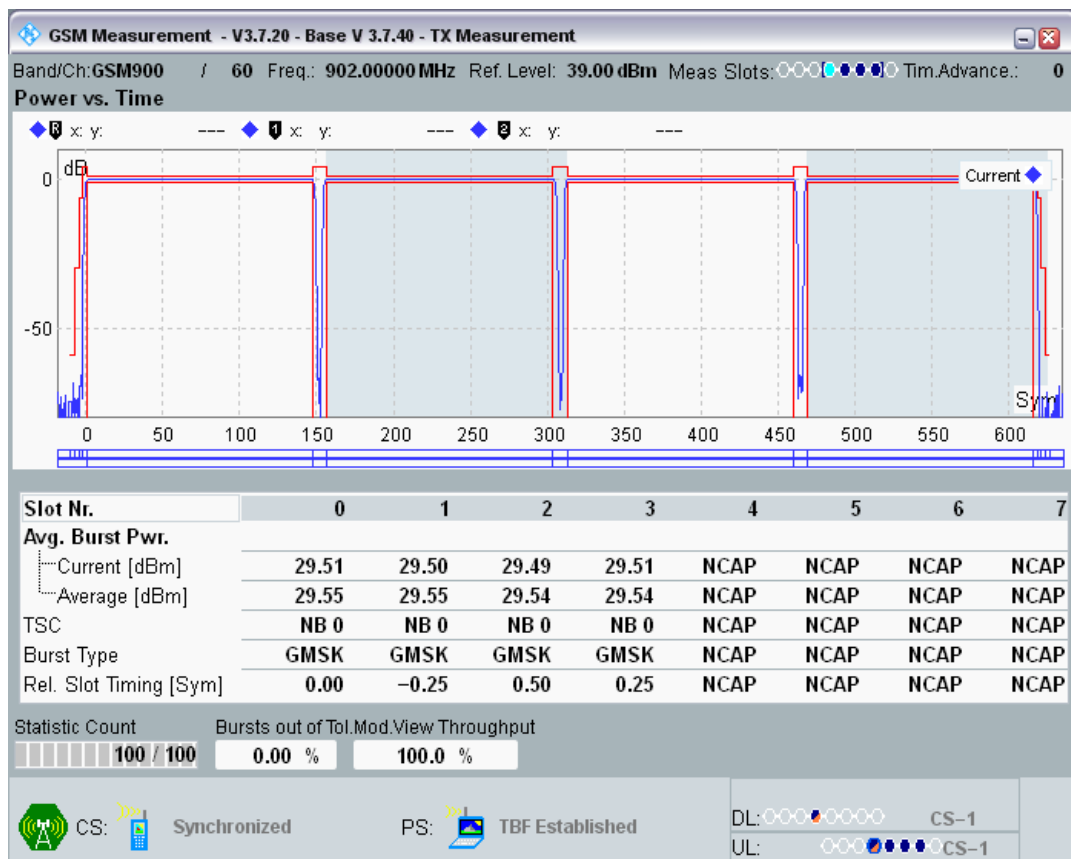 GSM Measurement - V3.7.20 - Base V 3.7.40 - TX Measurement
Band/Ch: GSM900 / 60 Freq.: 902.00000 MHz Ref. Level: 39.00 dBm Meas Slots: Tim.Advance.: 0
Power vs. Time
R x: y: --- 1 x: y: --- 2 x: y: ---
dB
Current
0
-50
Sym
0 50 100 150 200 250 300 350 400 450 500 550 600
Slot Nr. 0 1 2 3 4 5 6 7
Avg. Burst Pwr.
Current [dBm] 29.51 29.50 29.49 29.51 NCAP NCAP NCAP NCAP
Average [dBm] 29.55 29.55 29.54 29.54 NCAP NCAP NCAP NCAP
TSC NB 0 NB 0 NB 0 NB 0 NCAP NCAP NCAP NCAP
Burst Type GMSK GMSK GMSK GMSK NCAP NCAP NCAP NCAP
Rel. Slot Timing [Sym] 0.00 −0.25 0.50 0.25 NCAP NCAP NCAP NCAP
Statistic Count Bursts out of Tol. Mod.View Throughput
100 / 100 0.00 % 100.0 %
CS: Synchronized PS: TBF Established DL: CS−1
UL: CS−1